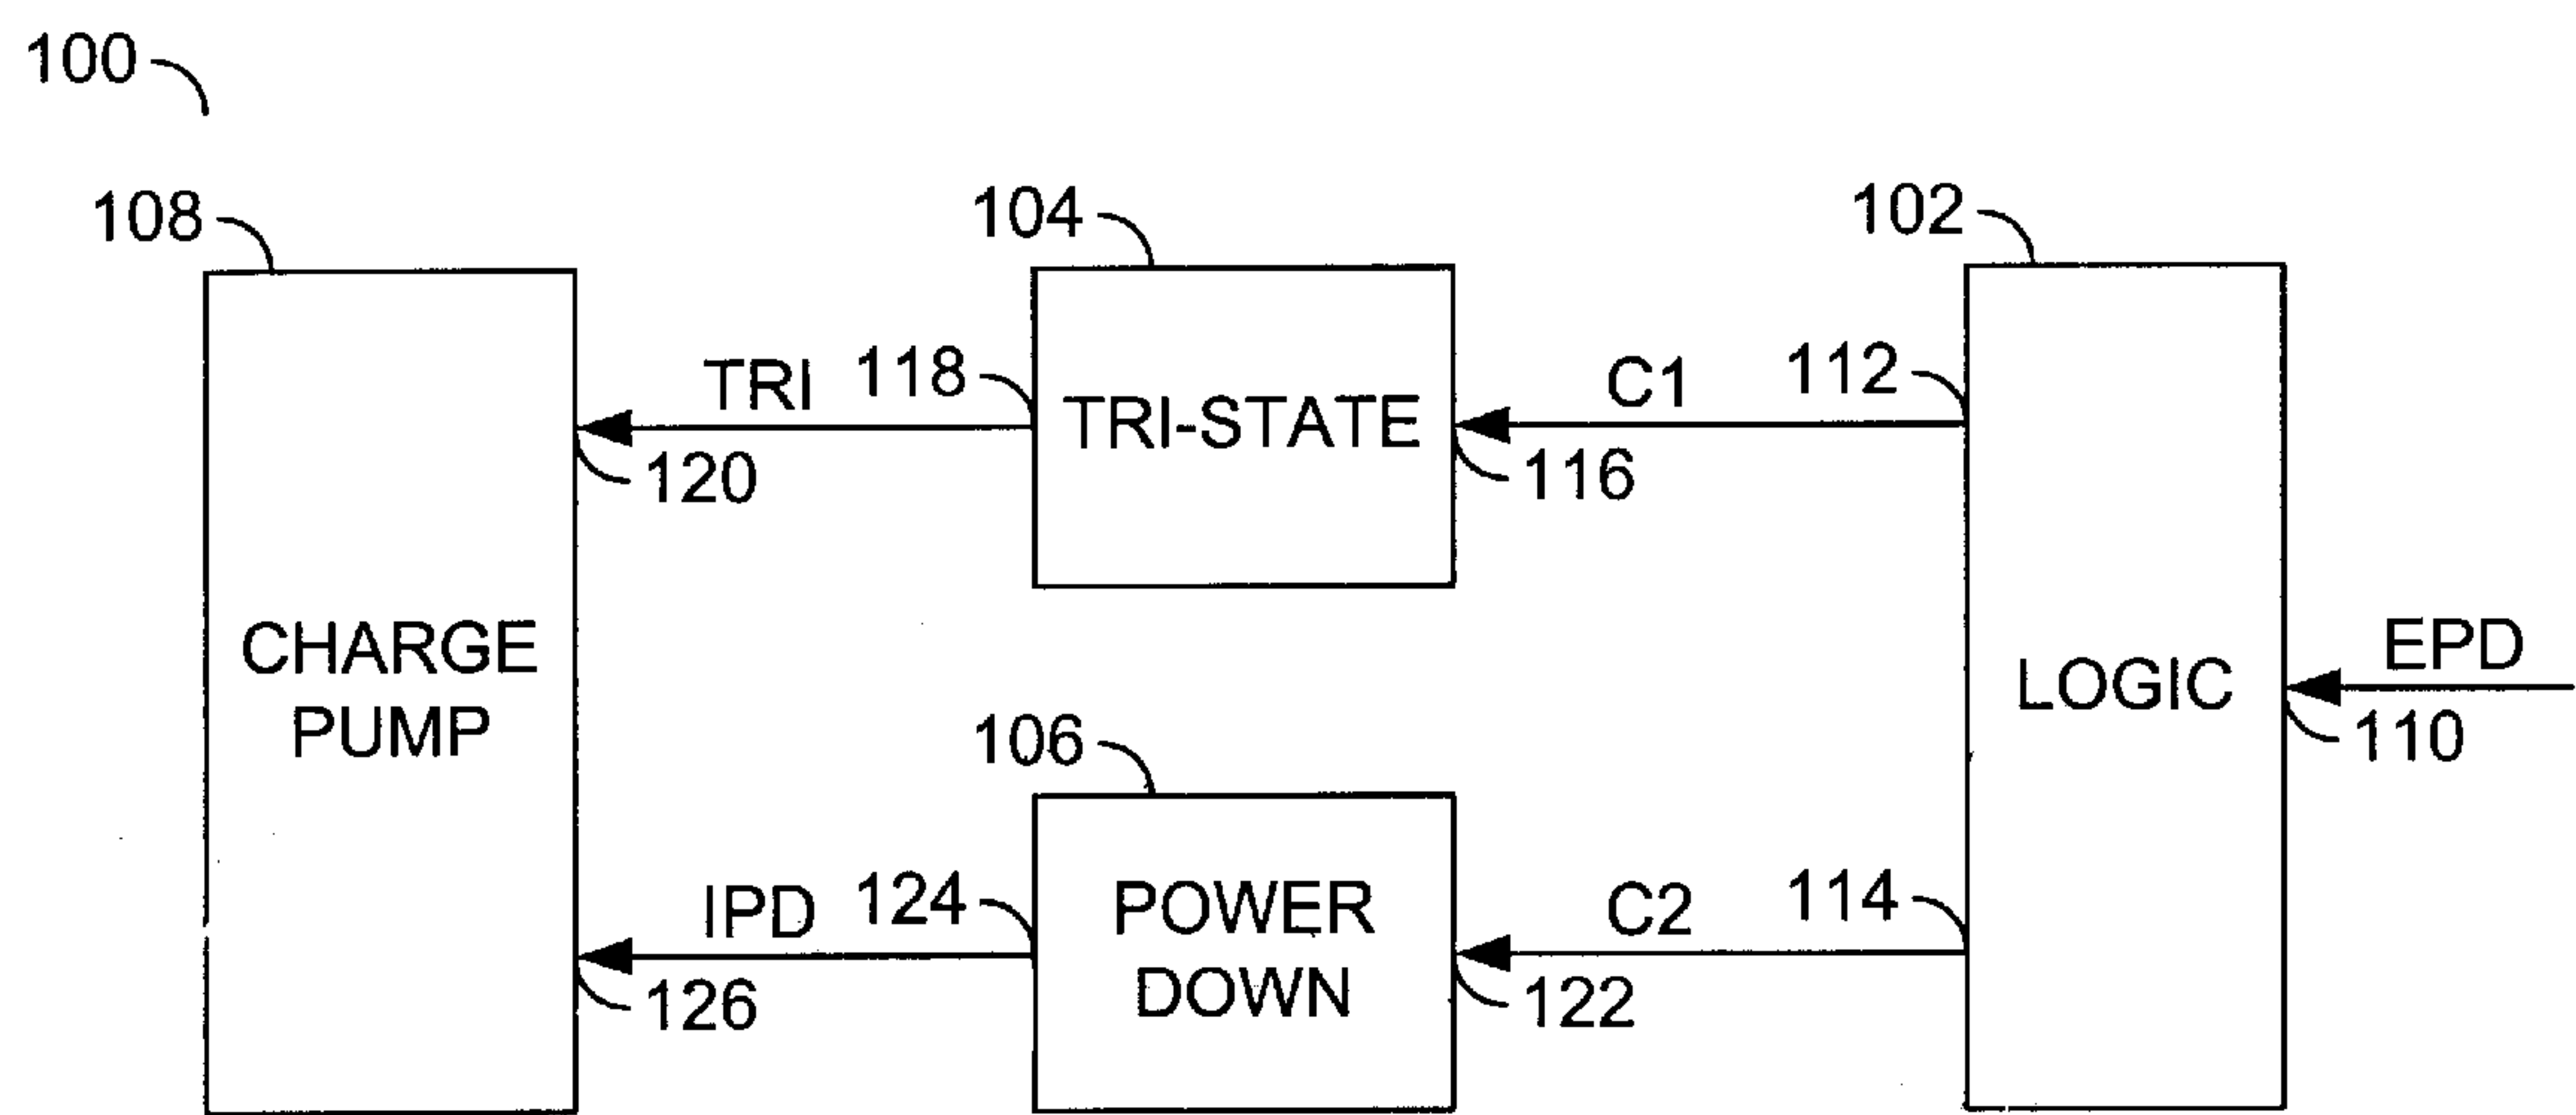 100
108
104
102
TRI
118
C1
112
120
TRI-STATE
116
CHARGE
PUMP
LOGIC
EPD
110
106
IPD
124
POWER
DOWN
C2
114
126
122